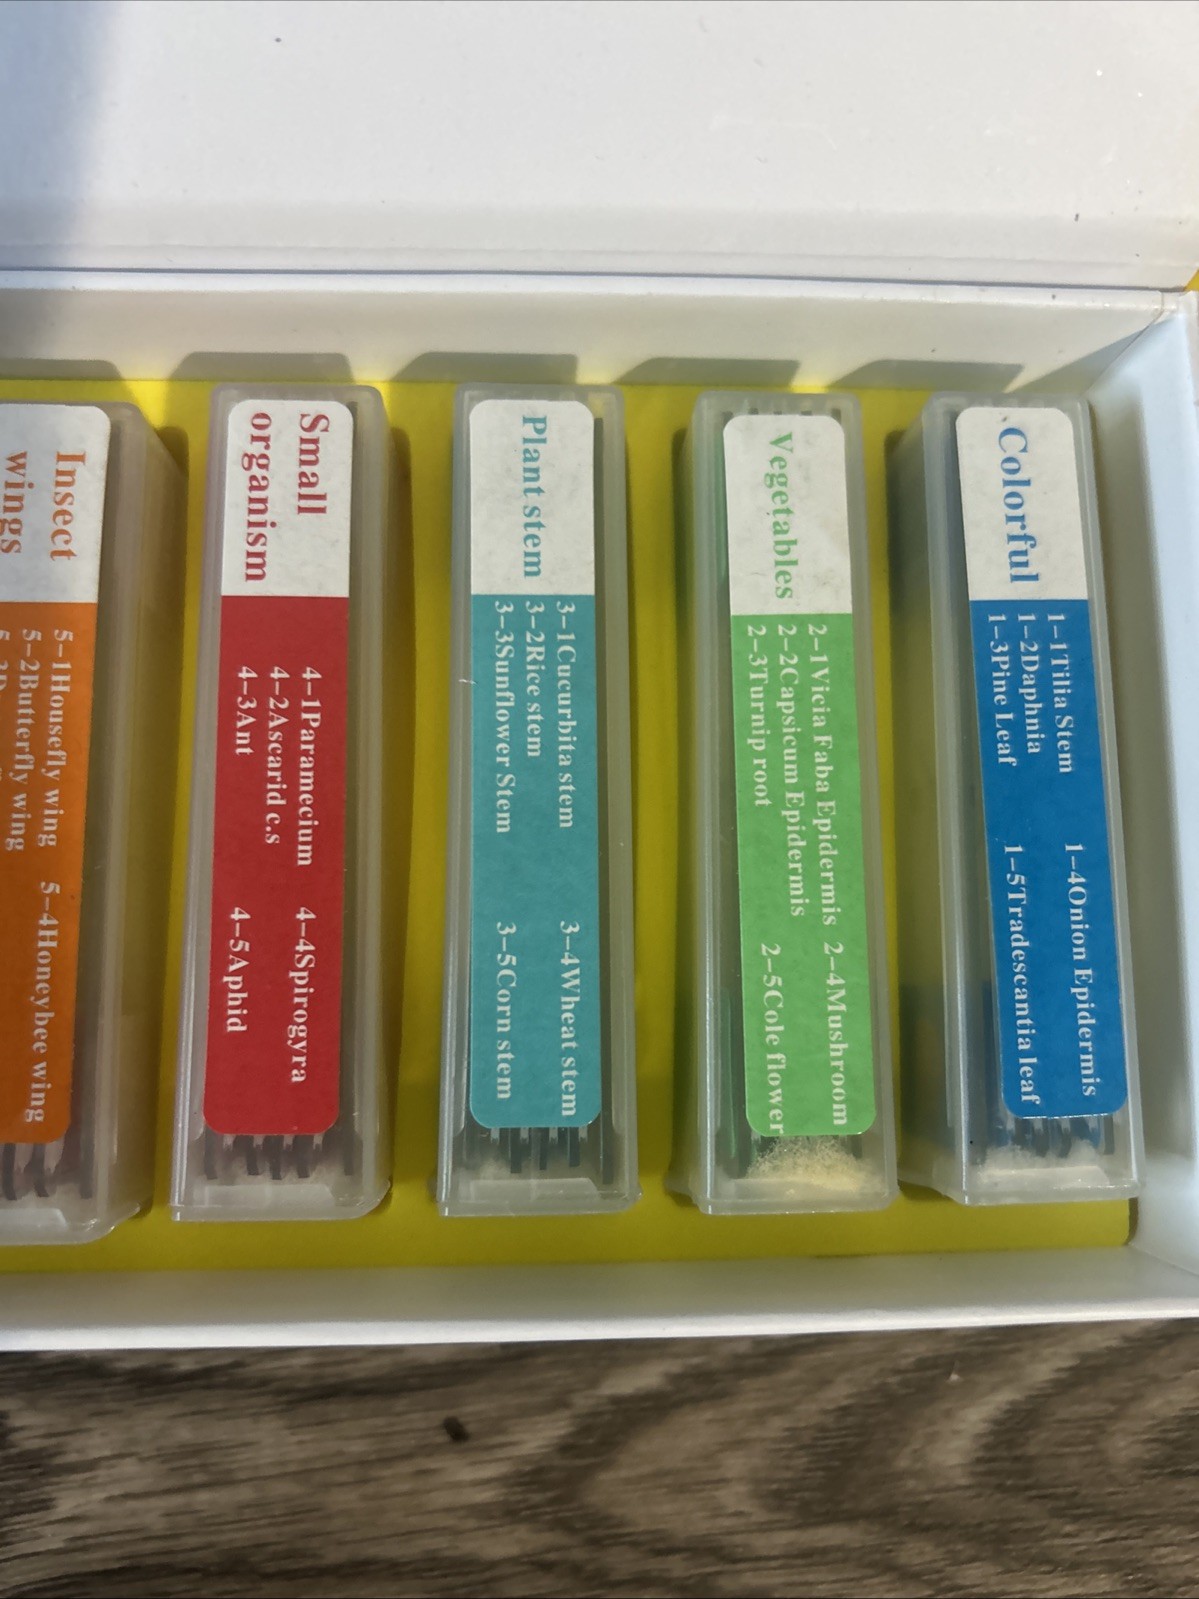 Colorful
1-1Tilia Stem 1-4Onion Epidermis
1-2Daphnia
1-3Pine Leaf 1-5Tradescantia leaf
Vegetables
2-1Vicia Faba Epidermis 2-4Mushroom
2-2Capsicum Epidermis
2-3Turnip root 2-5Cole flower
Plant stem
3-1Cucurbita stem 3-4Wheat stem
3-2Rice stem
3-3Sunflower Stem 3-5Corn stem
Small
organism
4-1Paramecium 4-4Spirogyra
4-2Ascarid c.s
4-3Ant 4-5Aphid
Insect
wings
5-1Housefly wing 5-4Honeybee wing
5-2Butterfly wing